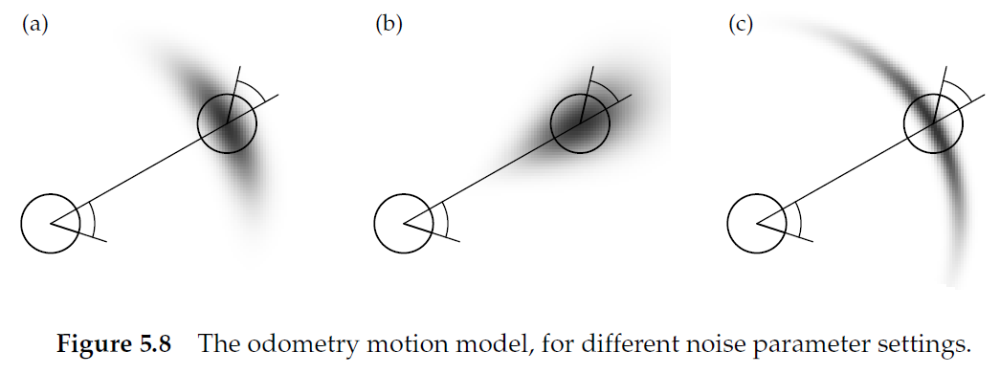 (a)
(b)
(c)
Figure 5.8 The odometry motion model, for different noise parameter settings.